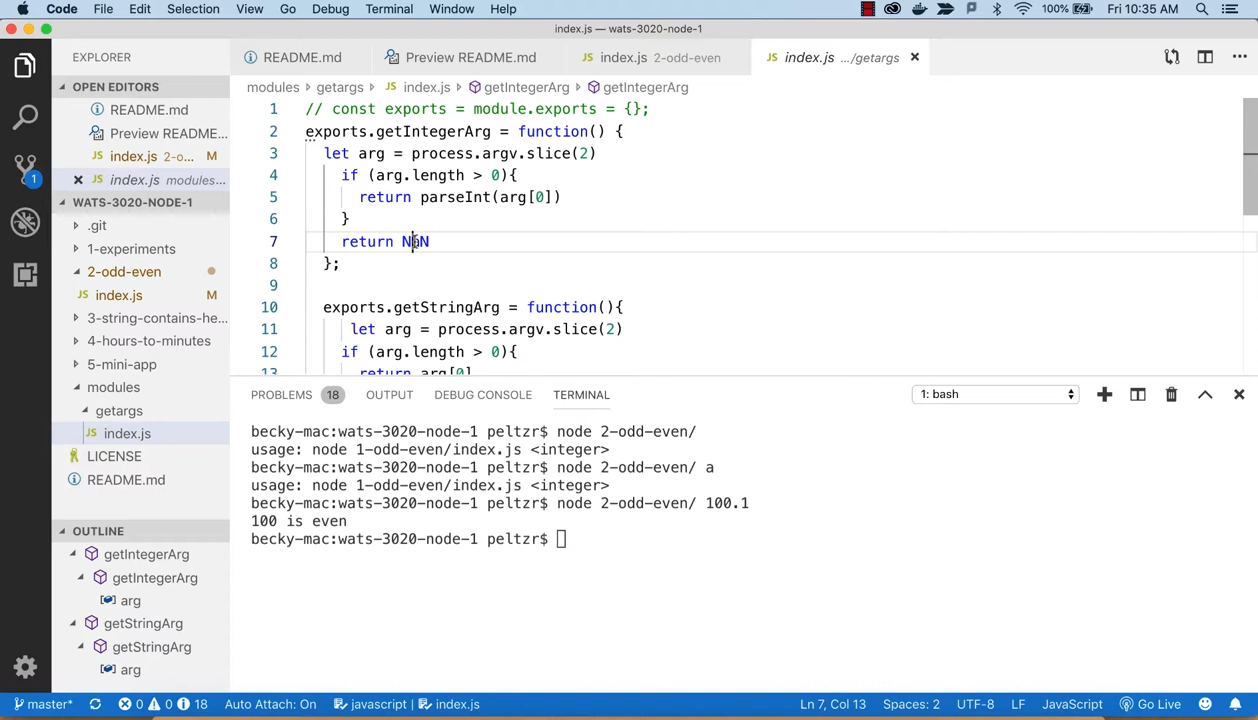 Code File Edit Selection View Go Debug Terminal Window Help 100% Fri 10:35 AM
index.js — wats-3020-node-1
EXPLORER
OPEN EDITORS
README.md
Preview README...
index.js 2-o... M
index.js modules...
WATS-3020-NODE-1
.git
1-experiments
2-odd-even
index.js M
3-string-contains-he...
4-hours-to-minutes
5-mini-app
modules
getargs
index.js
LICENSE
README.md
OUTLINE
getIntegerArg
getIntegerArg
arg
getStringArg
getStringArg
arg
1
README.md Preview README.md index.js 2-odd-even index.js .../getargs
modules getargs index.js getIntegerArg getIntegerArg
1 // const exports = module.exports = {};
2 exports.getIntegerArg = function() {
3 let arg = process.argv.slice(2)
4 if (arg.length > 0){
5 return parseInt(arg[0])
6 }
7 return NaN
8 };
9
10 exports.getStringArg = function(){
11 let arg = process.argv.slice(2)
12 if (arg.length > 0){
13 return arg[0]
PROBLEMS 18 OUTPUT DEBUG CONSOLE TERMINAL 1: bash
becky-mac:wats-3020-node-1 peltzr$ node 2-odd-even/
usage: node 1-odd-even/index.js <integer>
becky-mac:wats-3020-node-1 peltzr$ node 2-odd-even/ a
usage: node 1-odd-even/index.js <integer>
becky-mac:wats-3020-node-1 peltzr$ node 2-odd-even/ 100.1
100 is even
becky-mac:wats-3020-node-1 peltzr$
master* 0 0 18 Auto Attach: On javascript index.js Ln 7, Col 13 Spaces: 2 UTF-8 LF JavaScript Go Live